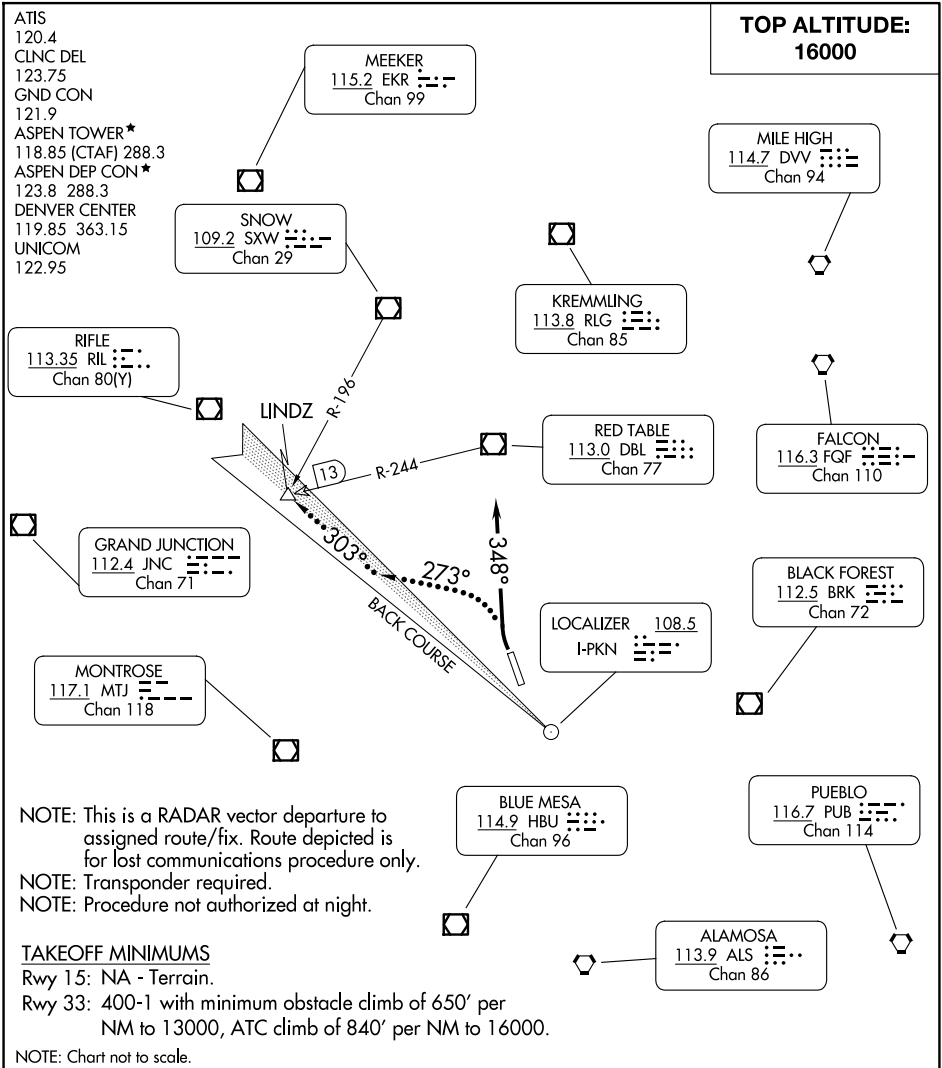 ATIS
120.4
CLNC DEL
123.75
GND CON
121.9
ASPEN TOWER★
118.85 (CTAF) 288.3
ASPEN DEP CON★
123.8 288.3
DENVER CENTER
119.85 363.15
UNICOM
122.95
TOP ALTITUDE:
16000
MEEKER
115.2 EKR
Chan 99
MILE HIGH
114.7 DVV
Chan 94
SNOW
109.2 SXW
Chan 29
KREMMLING
113.8 RLG
Chan 85
RIFLE
113.35 RIL
Chan 80(Y)
LINDZ
R-196
13
R-244
RED TABLE
113.0 DBL
Chan 77
FALCON
116.3 FQF
Chan 110
GRAND JUNCTION
112.4 JNC
Chan 71
303°
273°
348°
BACK COURSE
BLACK FOREST
112.5 BRK
Chan 72
LOCALIZER 108.5
I-PKN
MONTROSE
117.1 MTJ
Chan 118
BLUE MESA
114.9 HBU
Chan 96
PUEBLO
116.7 PUB
Chan 114
ALAMOSA
113.9 ALS
Chan 86
NOTE: This is a RADAR vector departure to
assigned route/fix. Route depicted is
for lost communications procedure only.
NOTE: Transponder required.
NOTE: Procedure not authorized at night.
TAKEOFF MINIMUMS
Rwy 15: NA - Terrain.
Rwy 33: 400-1 with minimum obstacle climb of 650' per
NM to 13000, ATC climb of 840' per NM to 16000.
NOTE: Chart not to scale.